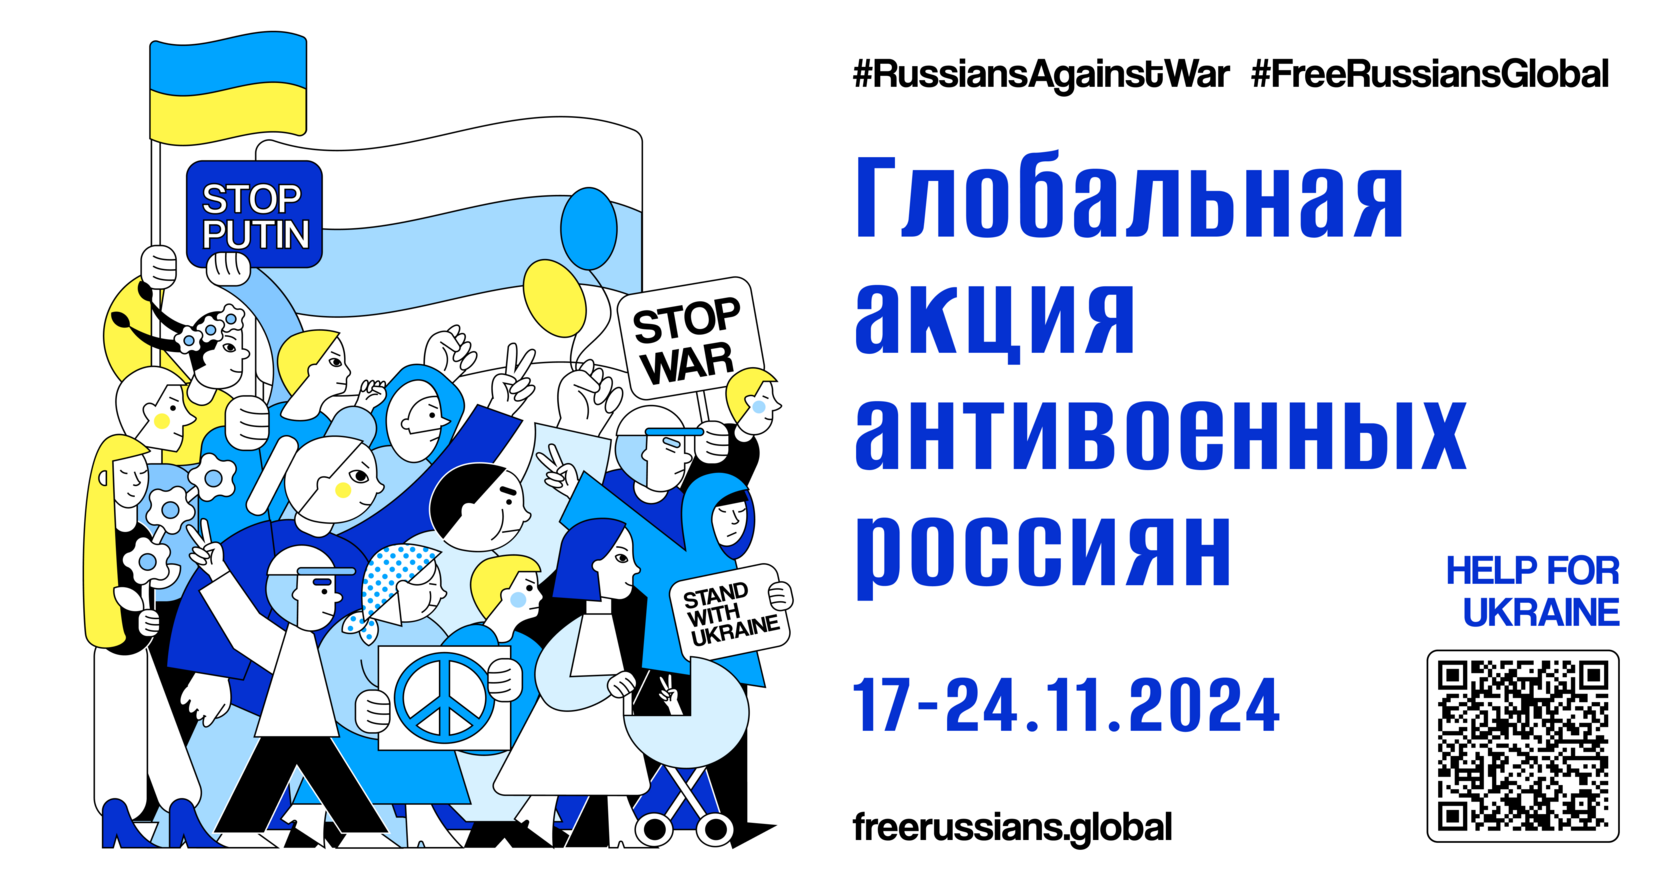 #RussiansAgainstWar #FreeRussiansGlobal
Глобальная
акция
антивоенных
россиян
17-24.11.2024
freerussians.global
HELP FOR
UKRAINE
STOP
PUTIN
STOP
WAR
STAND
WITH
UKRAINE